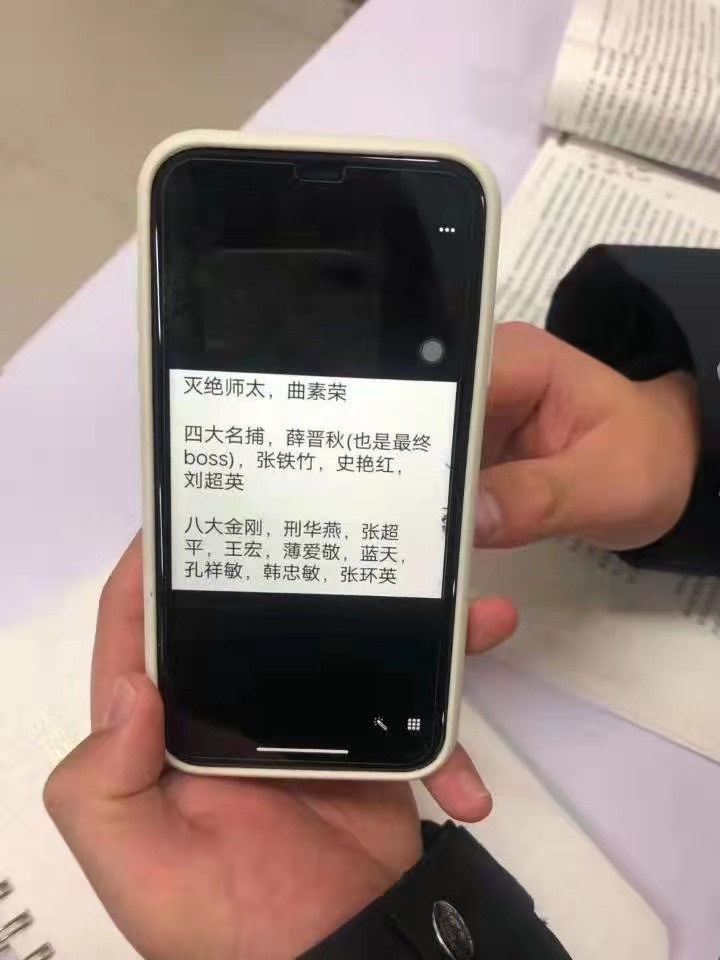 灭绝师太，曲素荣
四大名捕，薛晋秋(也是最终
boss)，张铁竹，史艳红，
刘超英
八大金刚，刑华燕，张超
平，王宏，薄爱敬，蓝天，
孔祥敏，韩忠敏，张环英